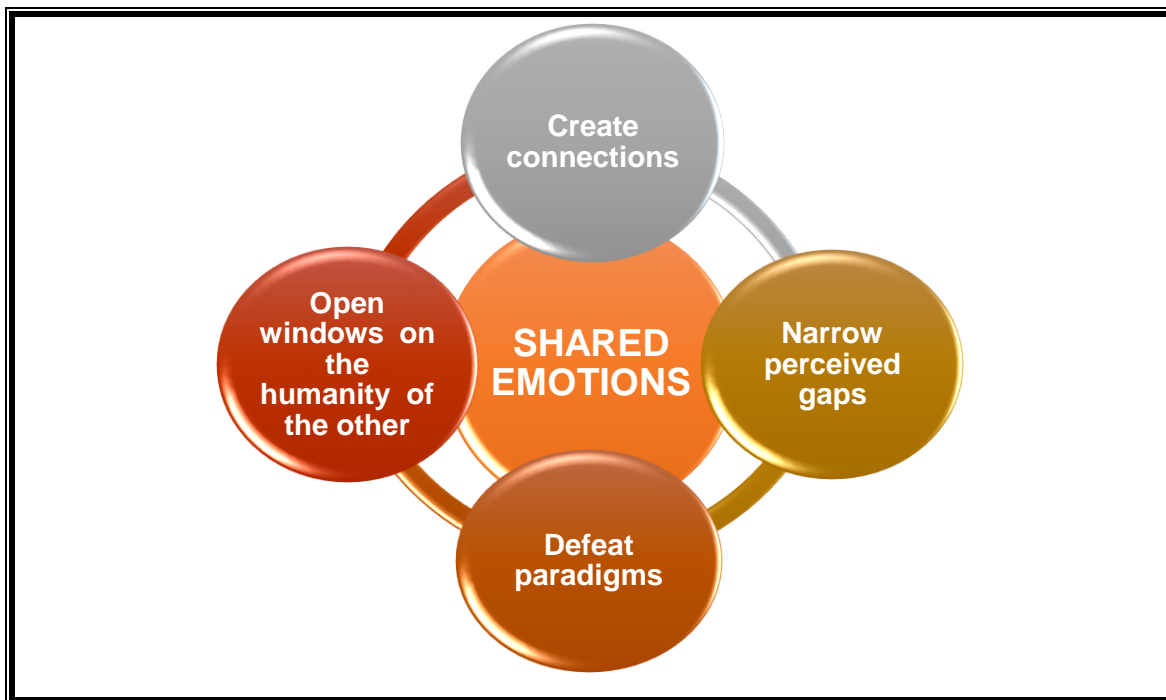 Create
connections
Open
windows on
the
humanity of
the other
SHARED
EMOTIONS
Narrow
perceived
gaps
Defeat
paradigms